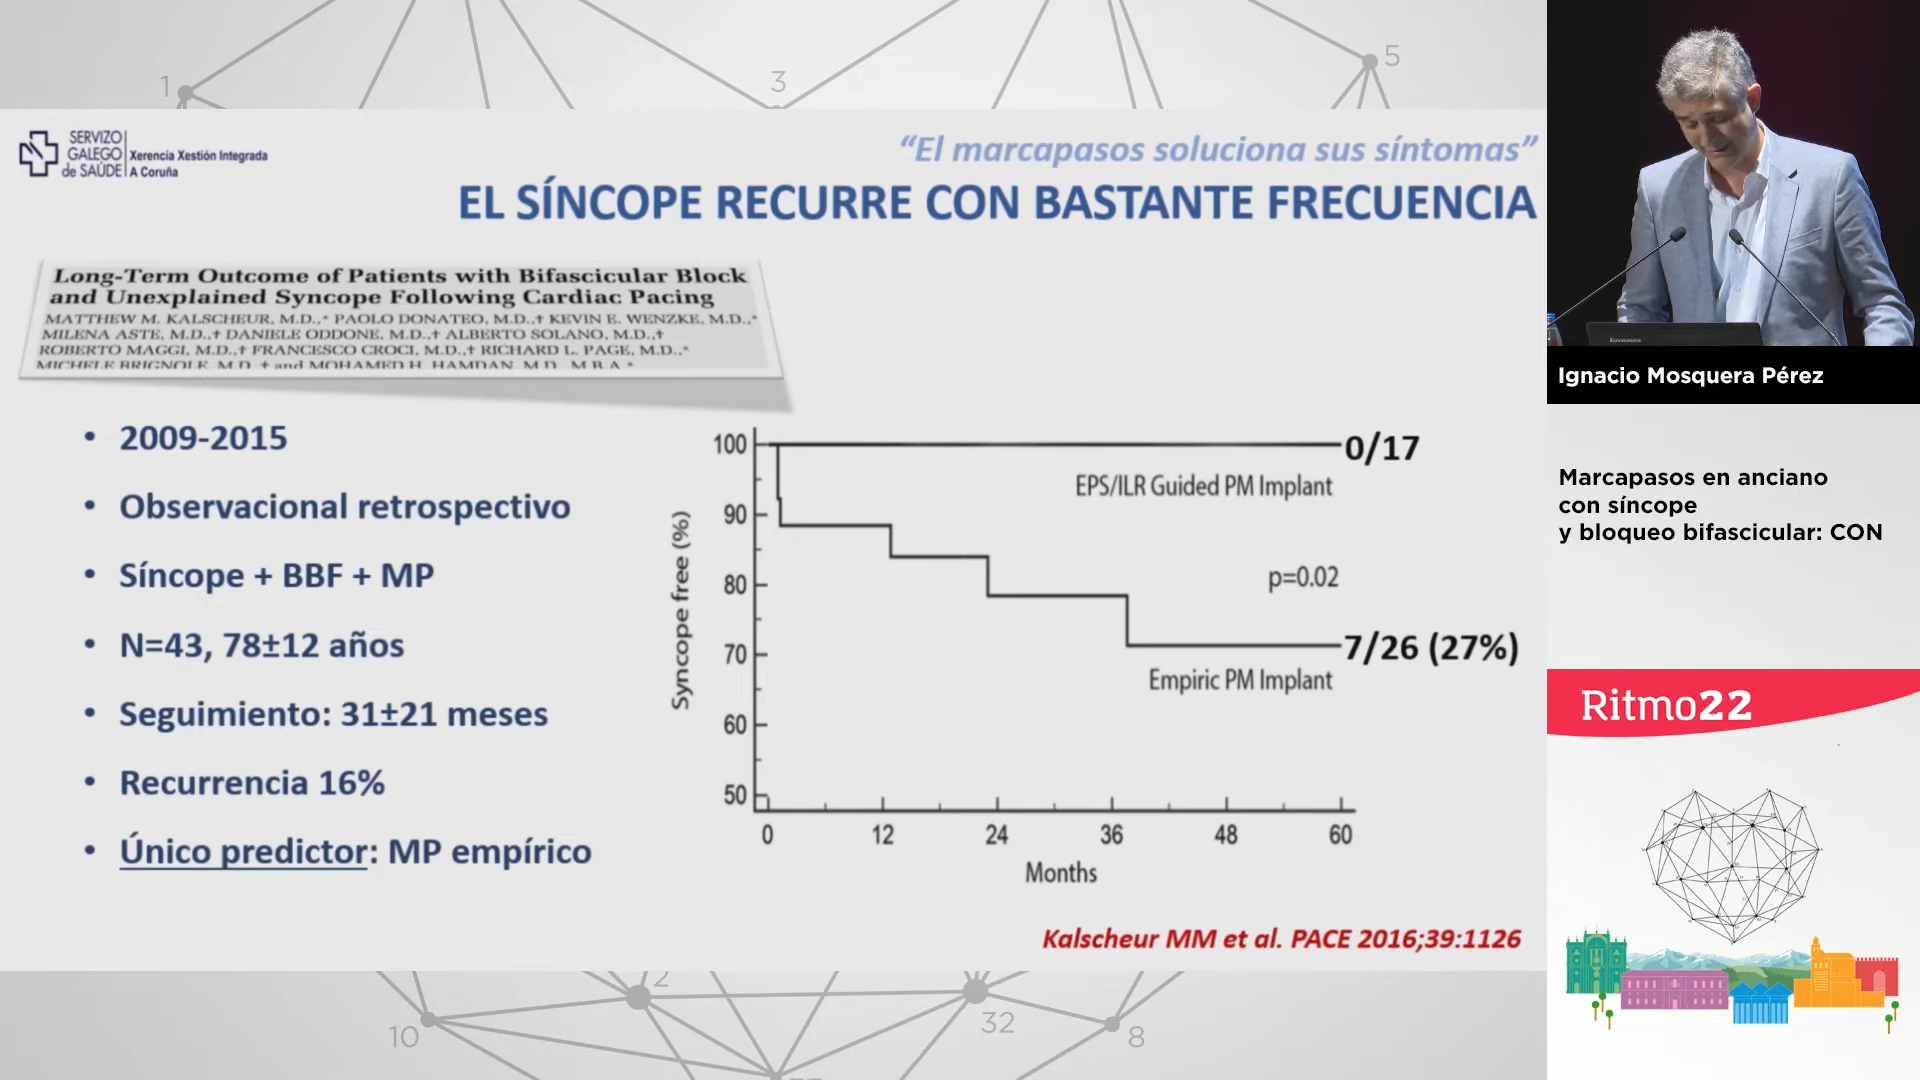 1
3
5
SERVIZO
GALEGO
de SAÚDE
Xerencia Xestión Integrada
A Coruña
“El marcapasos soluciona sus síntomas”
EL SÍNCOPE RECURRE CON BASTANTE FRECUENCIA
Long-Term Outcome of Patients with Bifascicular Block
and Unexplained Syncope Following Cardiac Pacing
MATTHEW M. KALSCHEUR, M.D.,* PAOLO DONATEO, M.D.,† KEVIN E. WENZKE, M.D.,*
MILENA ASTE, M.D.,† DANIELE ODDONE, M.D.,† ALBERTO SOLANO, M.D.,†
ROBERTO MAGGI, M.D.,† FRANCESCO CROCI, M.D.,† RICHARD L. PAGE, M.D.,*
MICHELE BRIGNOLE, M.D.,† and MOHAMED H. HAMDAN, M.D., M.B.A.*
• 2009-2015
• Observacional retrospectivo
• Síncope + BBF + MP
• N=43, 78±12 años
• Seguimiento: 31±21 meses
• Recurrencia 16%
• Único predictor: MP empírico
Syncope free (%)
100
90
80
70
60
50
0/17
EPS/ILR Guided PM Implant
p=0.02
7/26 (27%)
Empiric PM Implant
0 12 24 36 48 60
Months
Kalscheur MM et al. PACE 2016;39:1126
2
10
32
8
Ignacio Mosquera Pérez
Marcapasos en anciano
con síncope
y bloqueo bifascicular: CON
Ritmo22